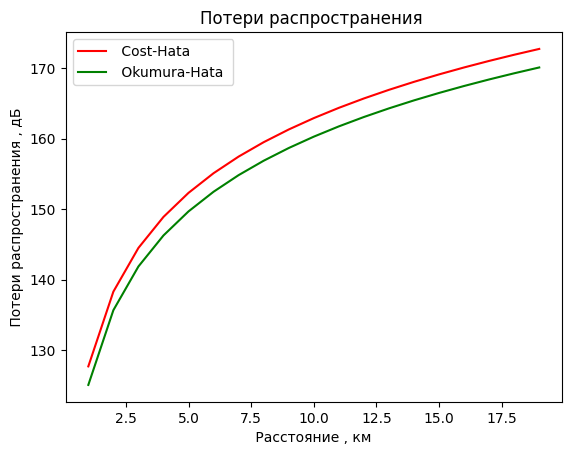 Потери распространения
Cost-Hata
Okumura-Hata
Потери распространения , дБ
170
160
150
140
130
2.5 5.0 7.5 10.0 12.5 15.0 17.5
Расстояние , км